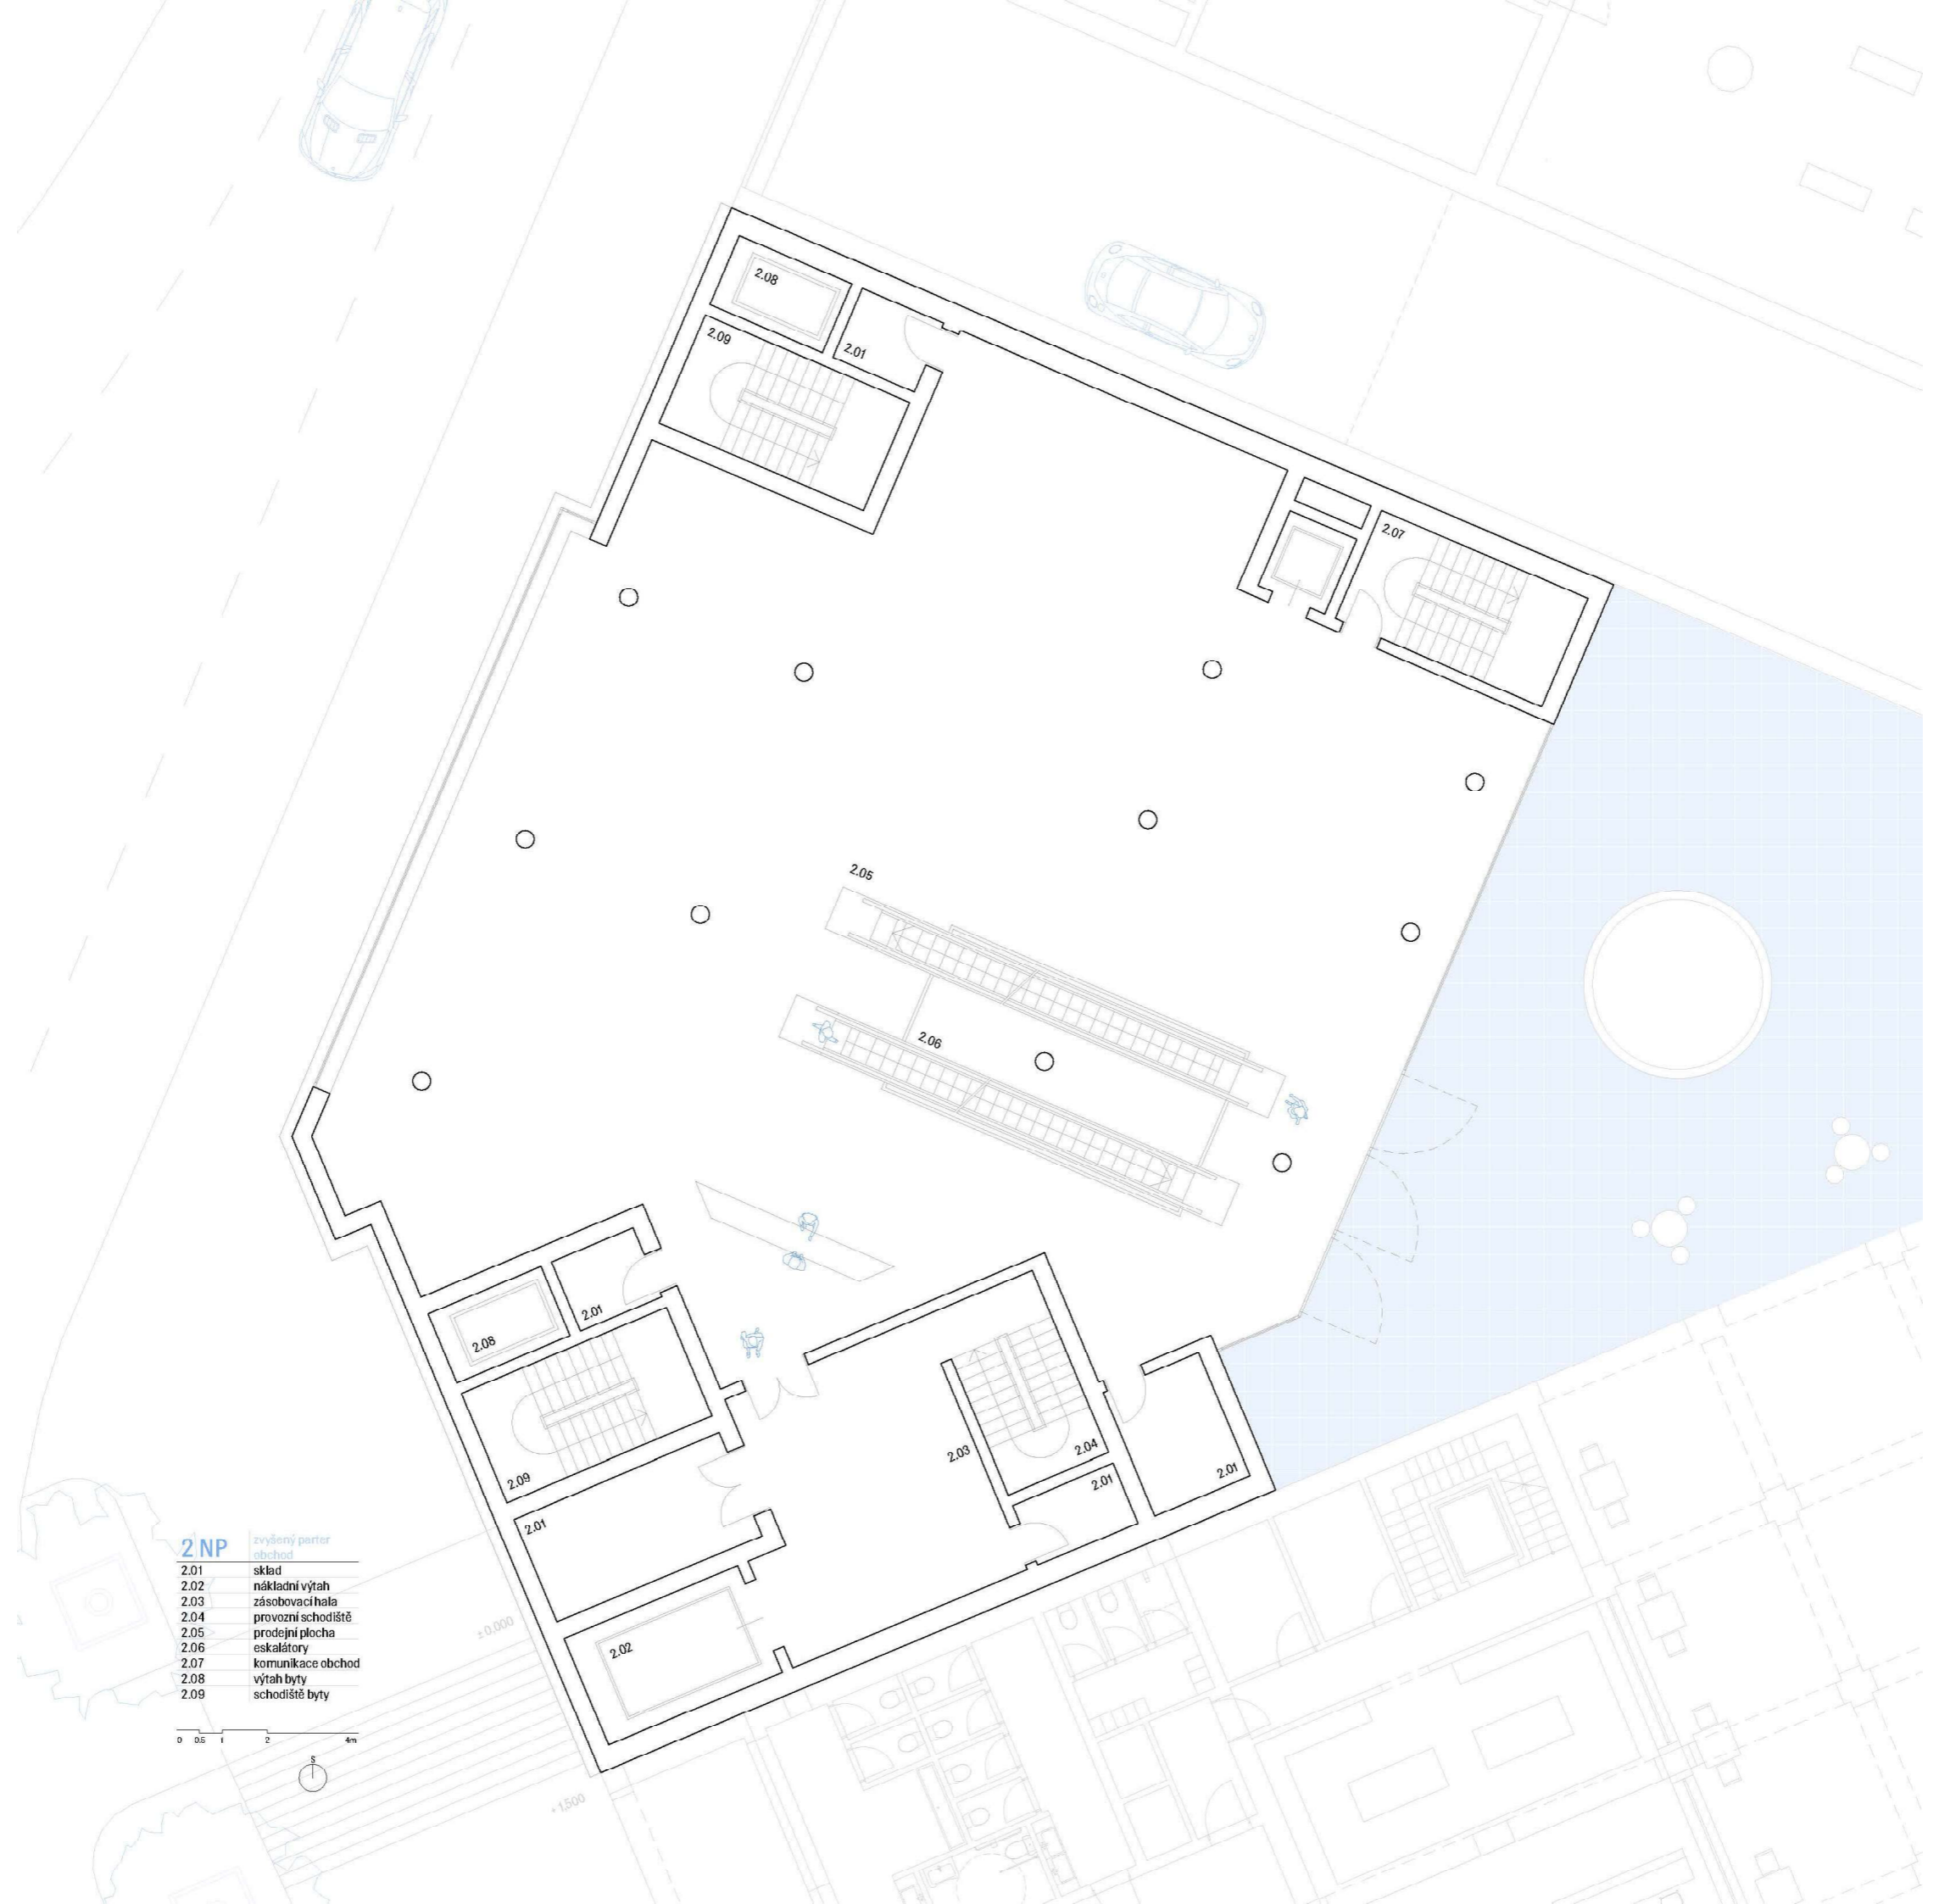 2.08
2.09
2.01
2.07
2.05
2.06
2.01
2.08
2.03
2.04
2.01
2.01
2.09
2.01
2.02
2 NP zvýšený parter
obchod
2.01 sklad
2.02 nákladní výtah
2.03 zásobovací hala
2.04 provozní schodiště
2.05 prodejní plocha
2.06 eskalátory
2.07 komunikace obchod
2.08 výtah byty
2.09 schodiště byty
0 0.5 1 2 4m
S
±0,000
+1,500